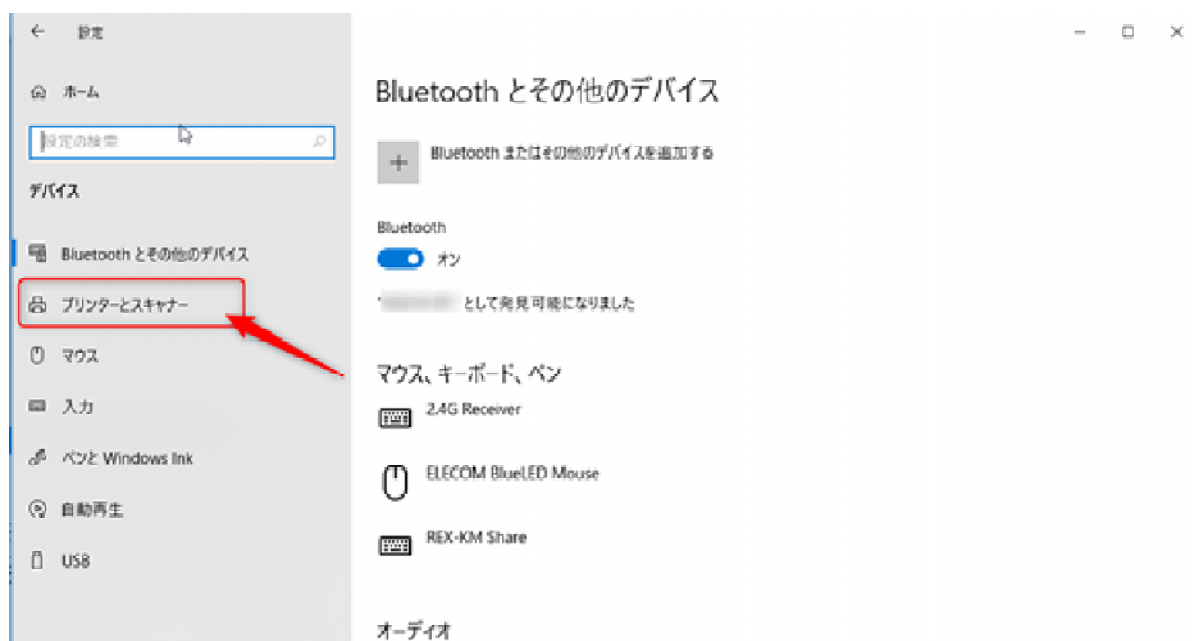 設定
ホーム
設定の検索
デバイス
Bluetooth とその他のデバイス
プリンターとスキャナー
マウス
入力
ペンと Windows Ink
自動再生
USB
Bluetooth とその他のデバイス
Bluetooth またはその他のデバイスを追加する
Bluetooth
オン
として発見可能になりました
マウス、キーボード、ペン
2.4G Receiver
ELECOM BlueLED Mouse
REX-KM Share
オーディオ